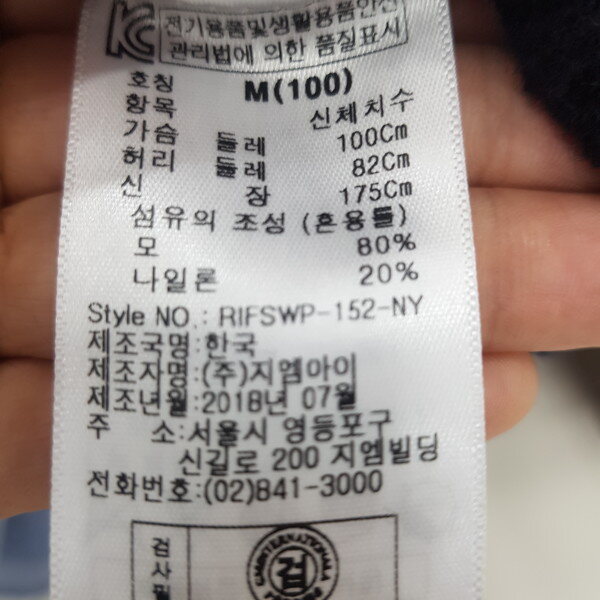 KC 전기용품및생활용품안전
관리법에 의한 품질표시
호칭 M(100)
항목 신체치수
가슴 둘레 100Cm
허리 둘레 82Cm
신 장 175Cm
섬유의 조성 (혼용률)
모 80%
나일론 20%
Style NO.: RIFSWP-152-NY
제조국명:한국
제조자명:(주)지엠아이
제조년월:2018년 07월
주 소:서울시 영등포구
신길로 200 지엠빌딩
전화번호:(02)841-3000
검사필
검